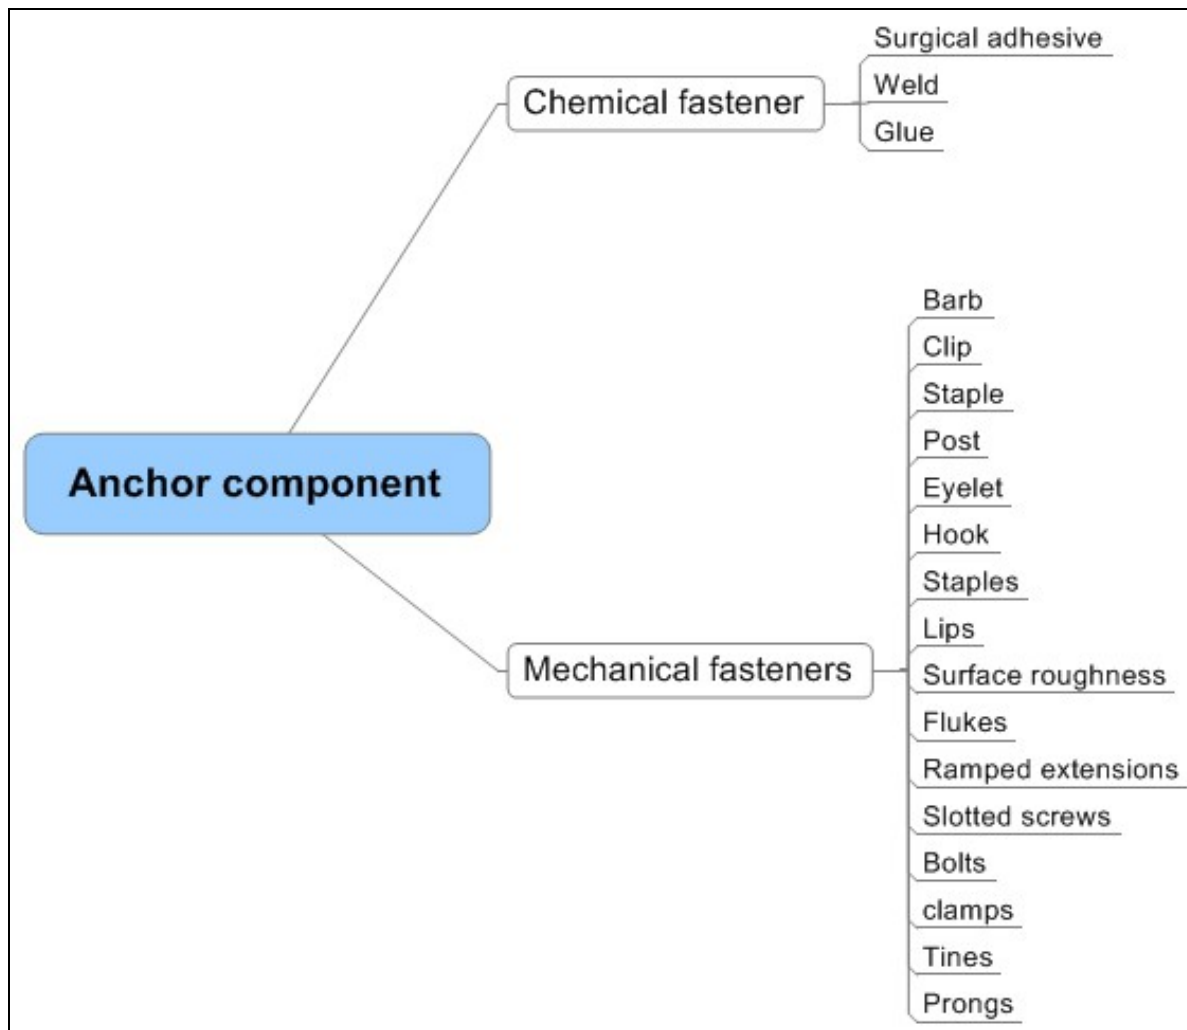 Anchor component
Chemical fastener
Surgical adhesive
Weld
Glue
Mechanical fasteners
Barb
Clip
Staple
Post
Eyelet
Hook
Staples
Lips
Surface roughness
Flukes
Ramped extensions
Slotted screws
Bolts
clamps
Tines
Prongs